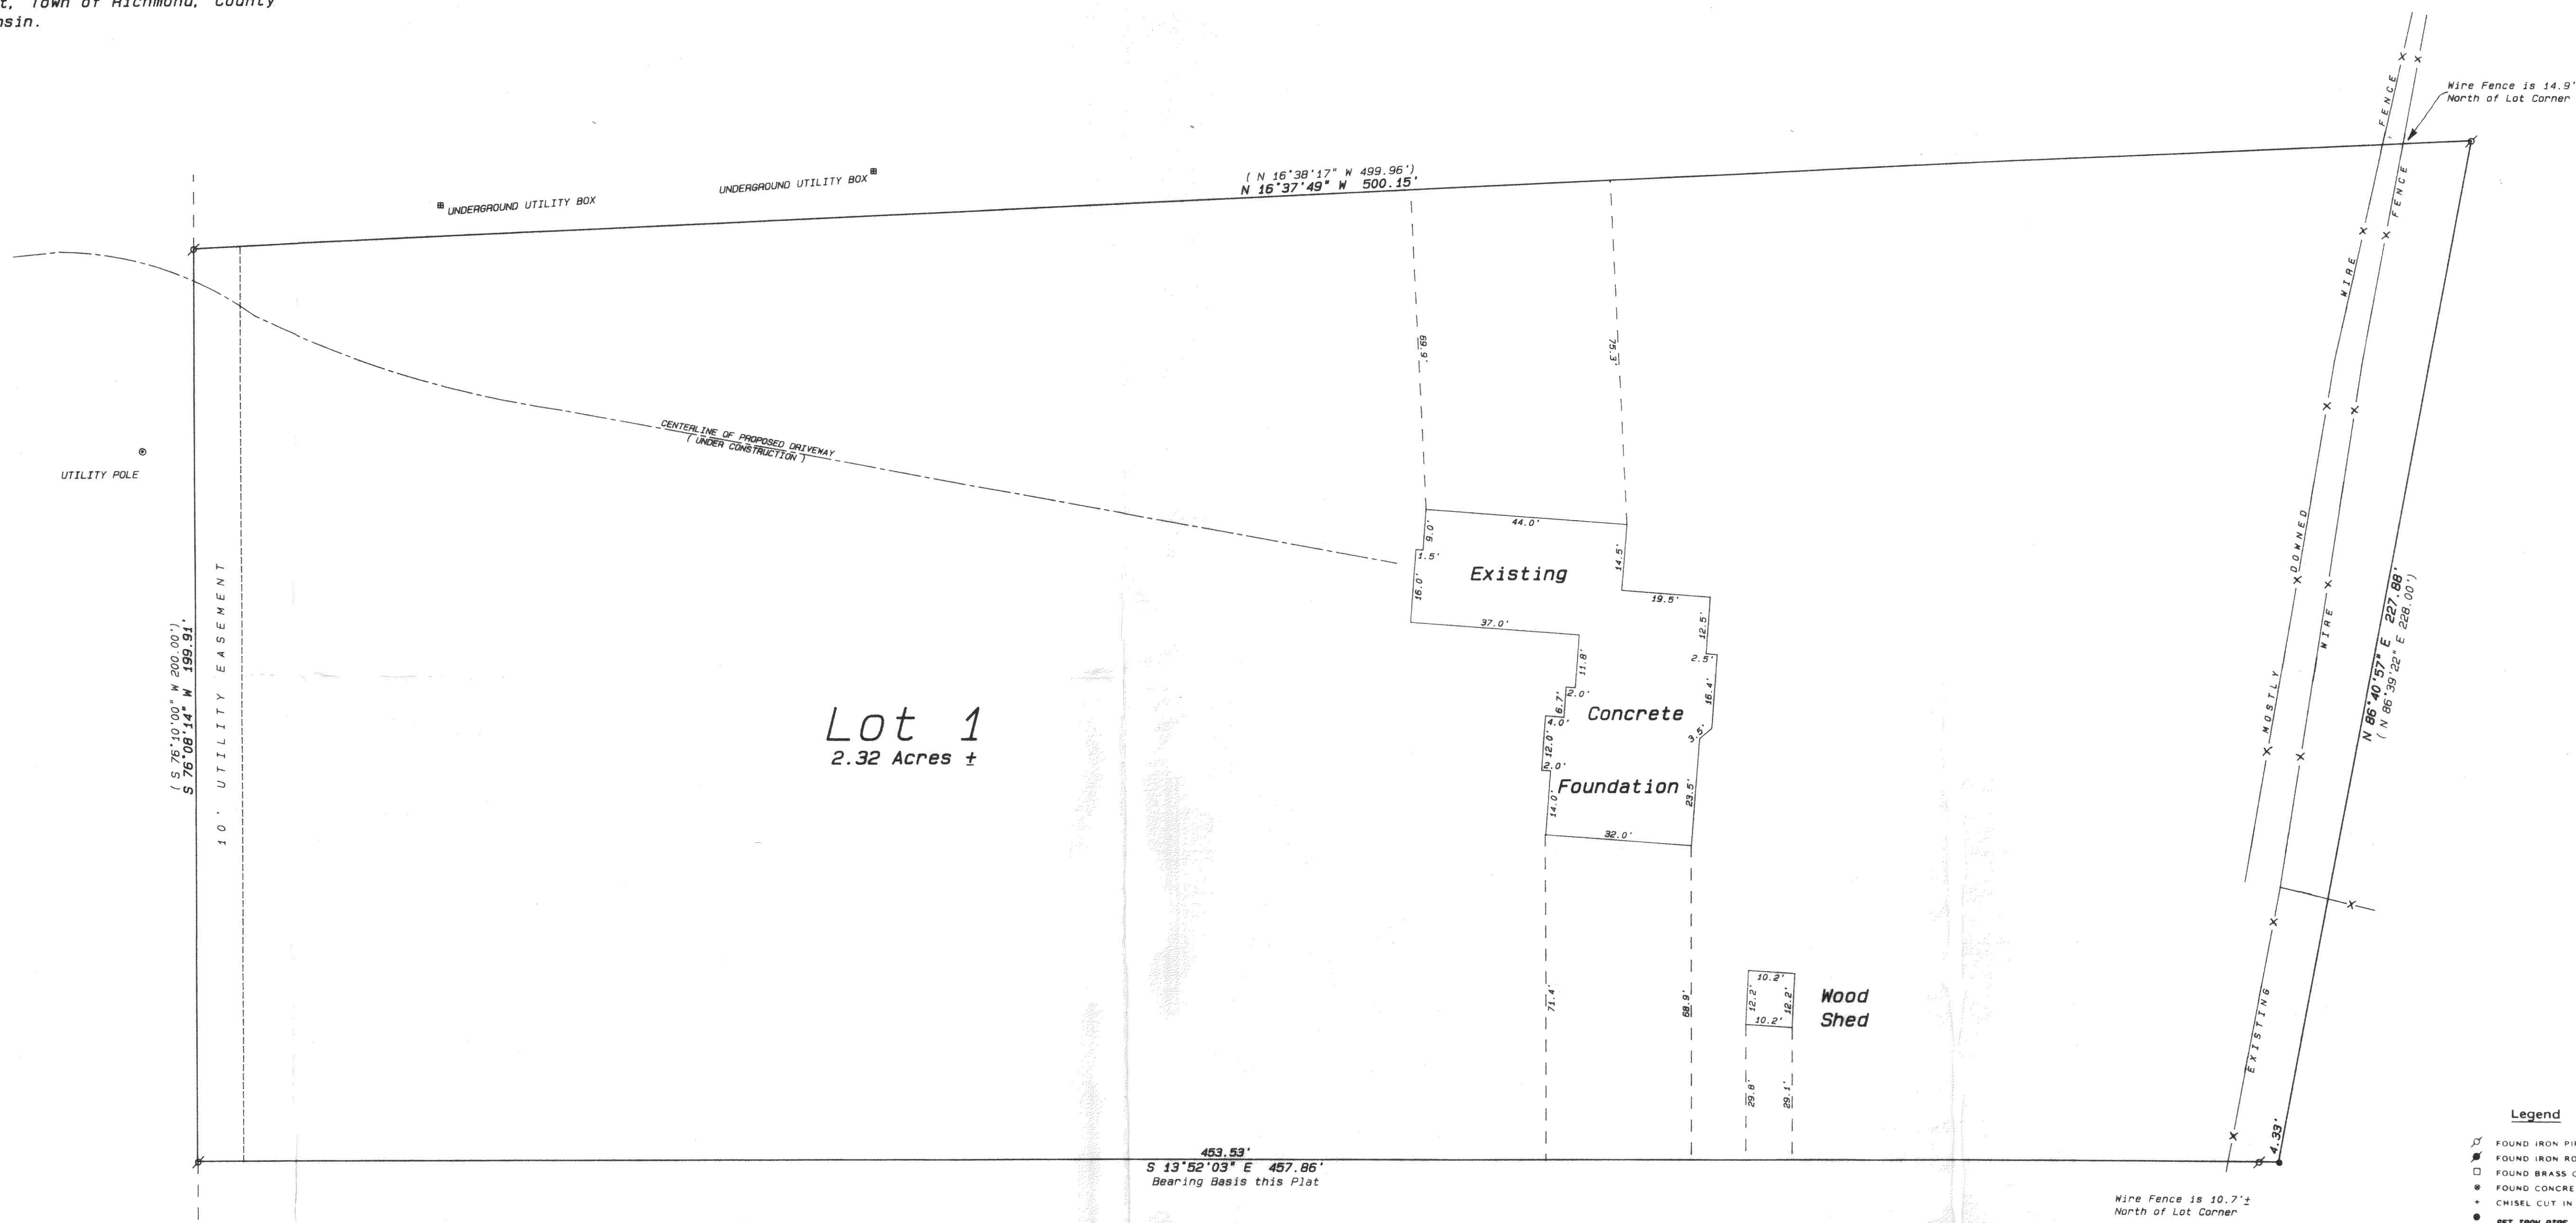 Town of Richmond, County
Wire Fence is 14.9'
North of Lot Corner
UNDERGROUND UTILITY BOX
UNDERGROUND UTILITY BOX
( N 16°38'17" W 499.96')
N 16°37'49" W 500.15'
WIRE FENCE
FENCE
69.9'
75.3'
CENTERLINE OF PROPOSED DRIVEWAY
( UNDER CONSTRUCTION )
UTILITY POLE
44.0'
9.0'
1.5'
16.0'
14.5'
Existing
19.5'
37.0'
12.5'
2.5'
11.8'
2.0'
16.4'
6.7'
4.0'
Concrete
3.5'
12.0'
2.0'
Foundation
14.0'
23.5'
32.0'
( S 76°10'00" W 200.00')
S 76°08'14" W 199.91'
10' UTILITY EASEMENT
Lot 1
2.32 Acres ±
MOSTLY DOWNED
WIRE
EXISTING
N 86°40'57" E 227.88'
( N 86°39'22" E 228.00')
71.4'
68.9'
10.2'
12.2'
12.2'
10.2'
Wood
Shed
29.8'
29.1'
453.53'
S 13°52'03" E 457.86'
Bearing Basis this Plat
4.33'
Wire Fence is 10.7'±
North of Lot Corner
Legend
FOUND IRON
FOUND IRON
FOUND BRASS
FOUND
CHISEL CUT IN